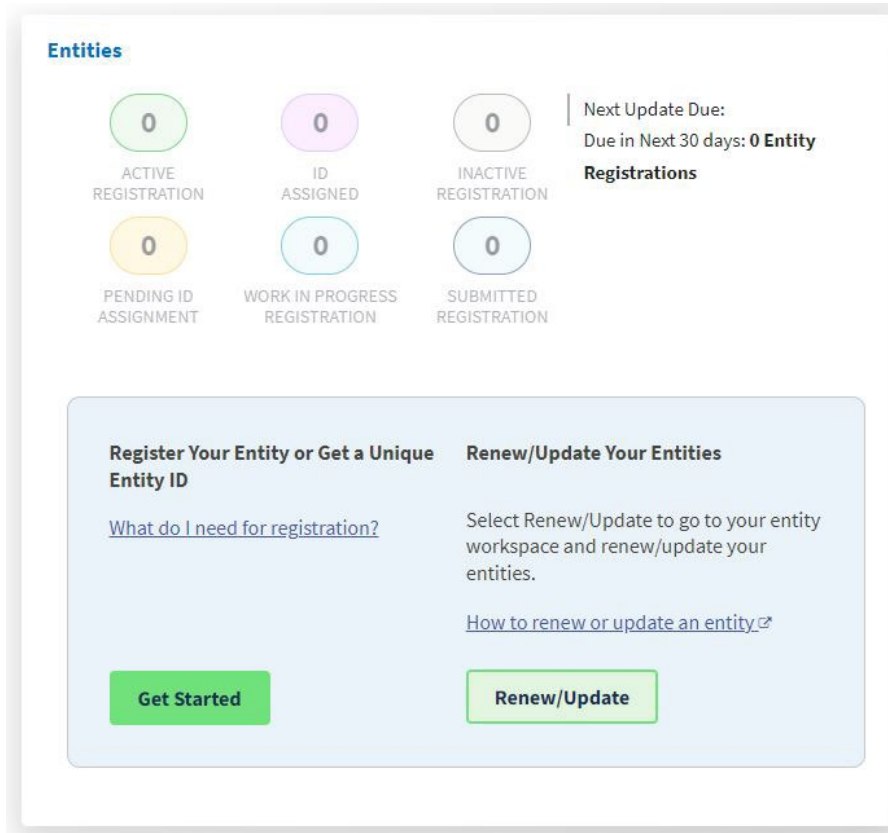 Entities
0
0
0
ACTIVE
REGISTRATION
ID
ASSIGNED
INACTIVE
REGISTRATION
Next Update Due:
Due in Next 30 days: 0 Entity
Registrations
0
0
0
PENDING ID
ASSIGNMENT
WORK IN PROGRESS
REGISTRATION
SUBMITTED
REGISTRATION
Register Your Entity or Get a Unique
Entity ID
What do I need for registration?
Get Started
Renew/Update Your Entities
Select Renew/Update to go to your entity
workspace and renew/update your
entities.
How to renew or update an entity
Renew/Update